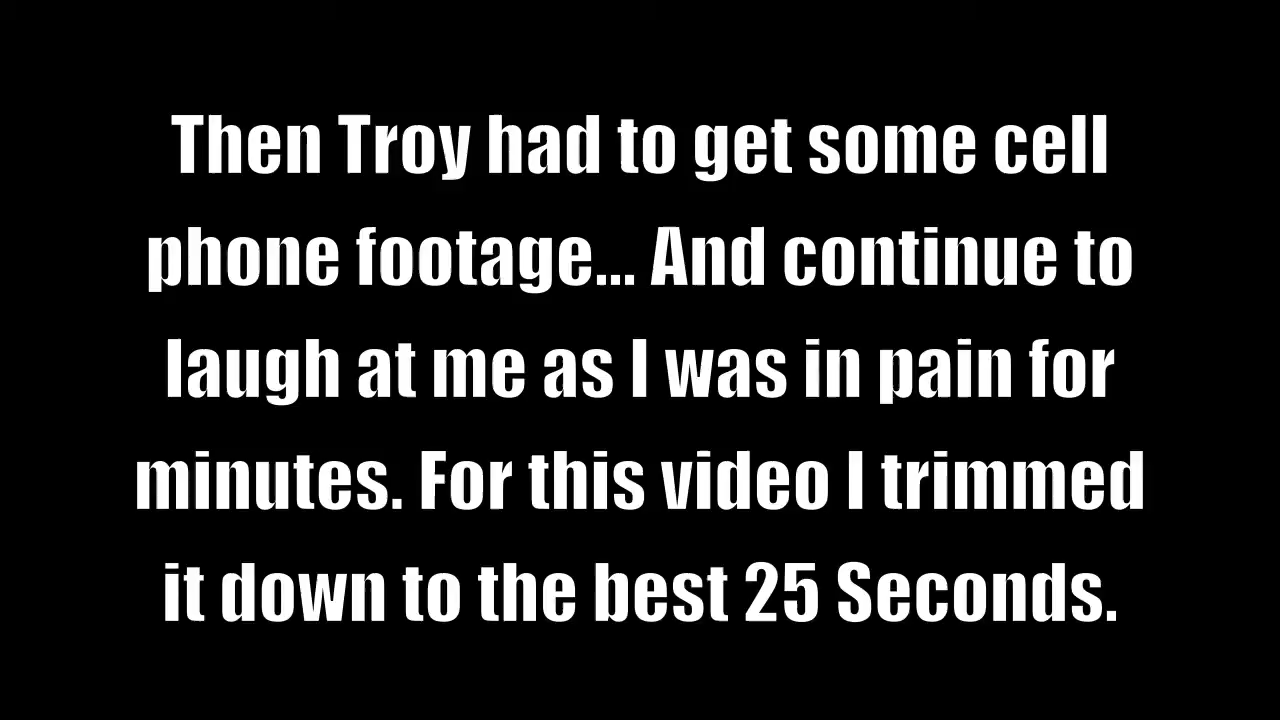 Then Troy had to get some cell
phone footage... And continue to
laugh at me as I was in pain for
minutes. For this video I trimmed
it down to the best 25 Seconds.